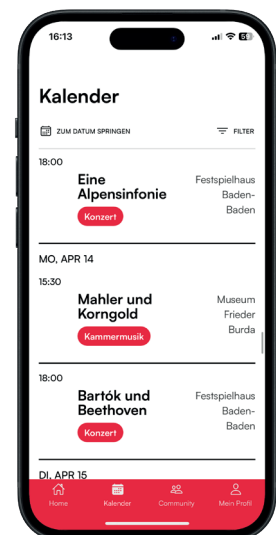 16:13
Kalender
ZUM DATUM SPRINGEN
FILTER
18:00
Eine
Alpensinfonie
Konzert
Festspielhaus
Baden-
Baden
MO, APR 14
15:30
Mahler und
Korngold
Kammermusik
Museum
Frieder
Burda
18:00
Bartók und
Beethoven
Konzert
Festspielhaus
Baden-
Baden
DI, APR 15
Home
Kalender
Community
Mein Profil